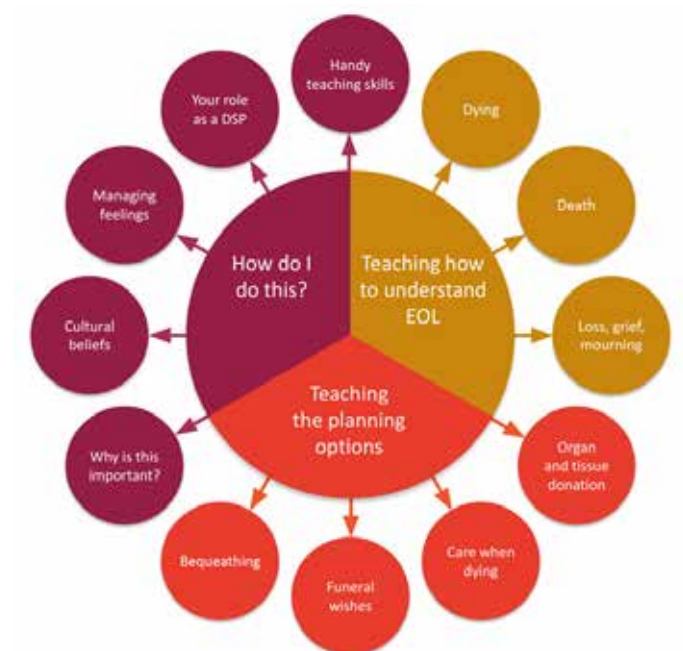 Handy
teaching skills
Dying
Death
Loss, grief,
mourning
Organ
and tissue
donation
Care when
dying
Funeral
wishes
Bequeathing
Why is this
important?
Cultural
beliefs
Managing
feelings
Your role
as a DSP
How do I
do this?
Teaching how
to understand
EOL
Teaching
the planning
options